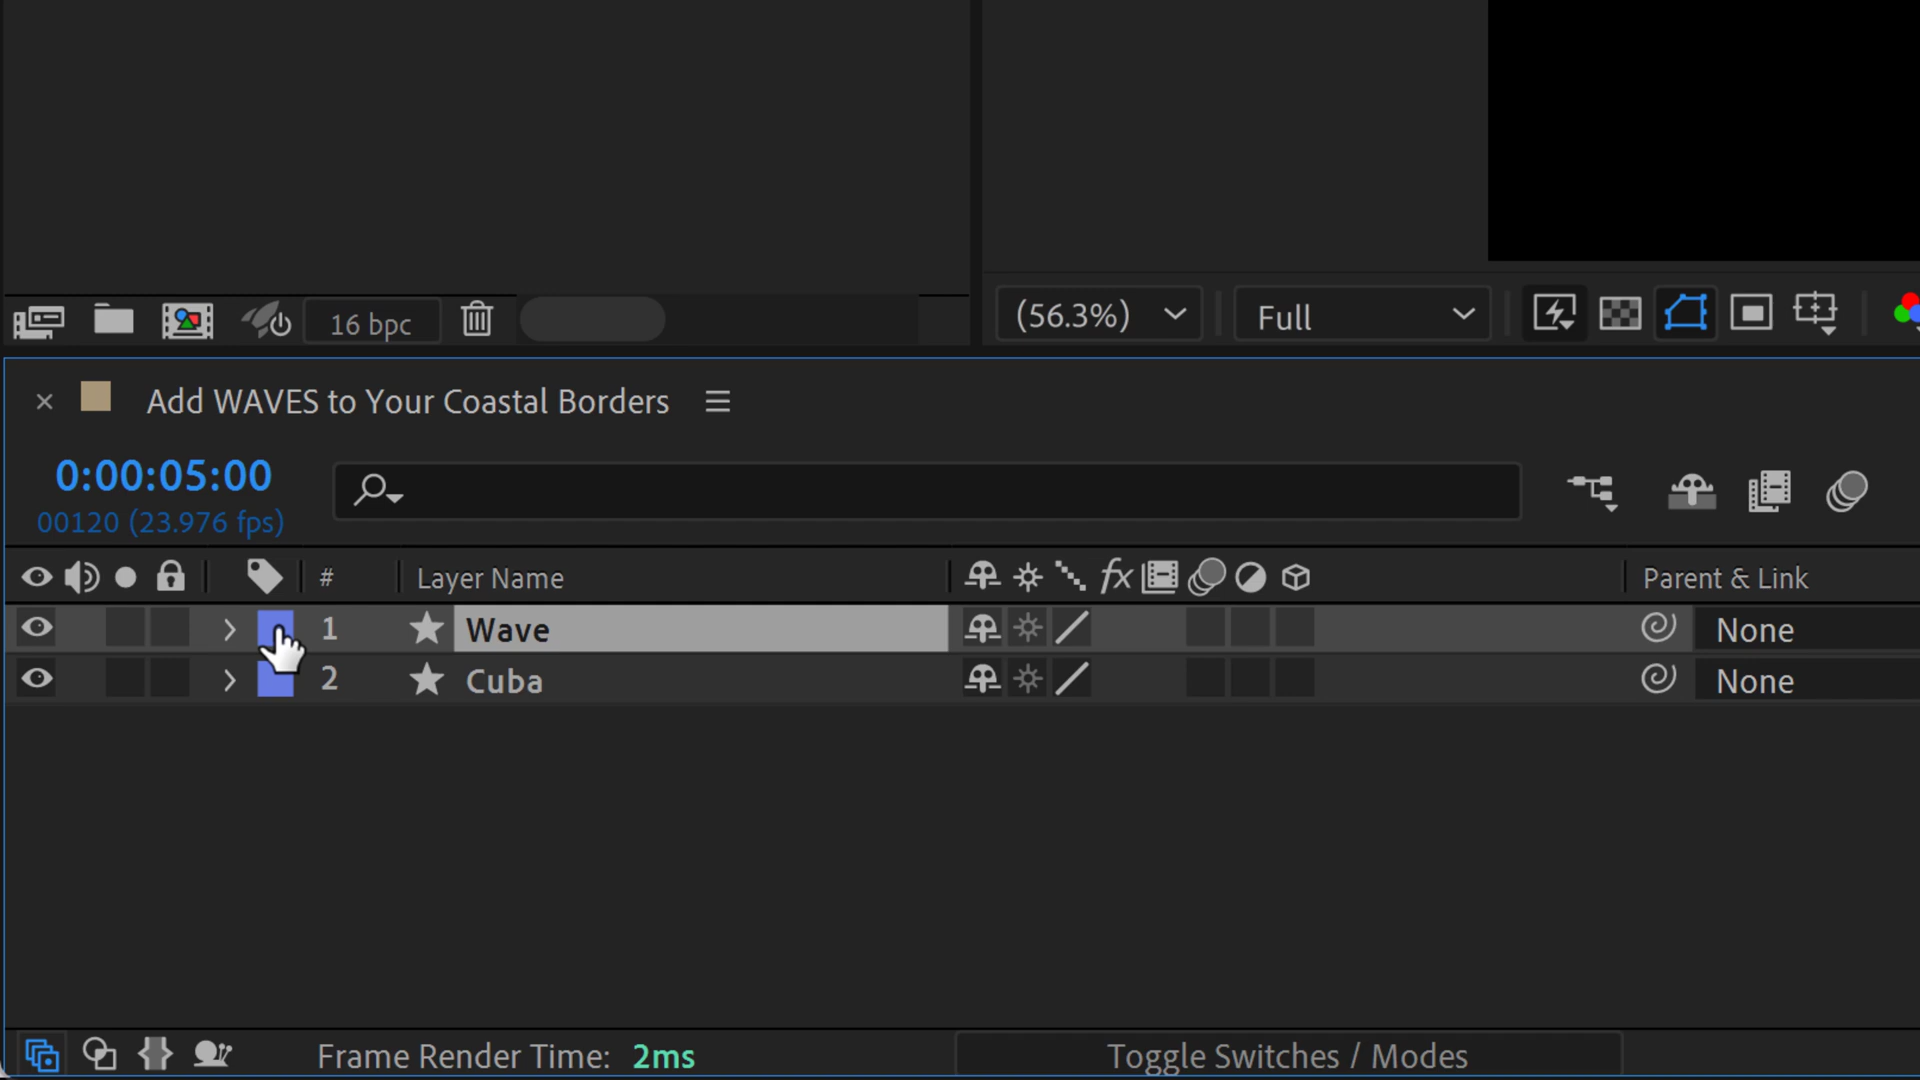 16 bpc
(56.3%)
Full
Add WAVES to Your Coastal Borders
0:00:05:00
00120 (23.976 fps)
# Layer Name fx Parent & Link
1 Wave None
2 Cuba None
Frame Render Time: 2ms
Toggle Switches / Modes